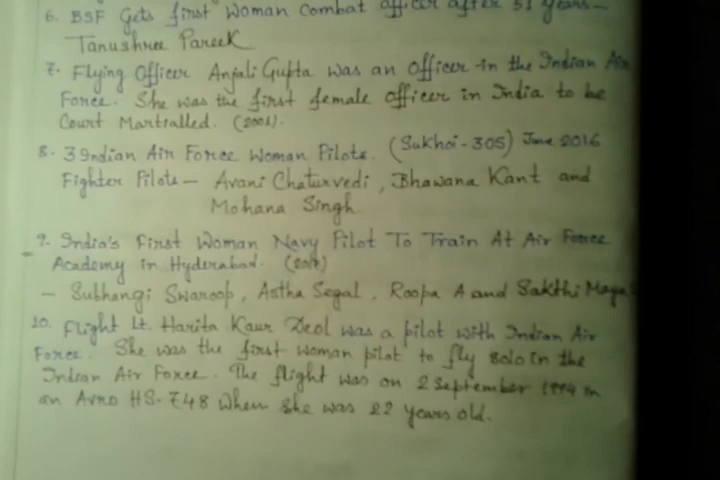 6. BSF Gets first Woman Combat officer after 51 years -
Tanushree Pareek
7. Flying Officer Anjali Gupta was an officer in the Indian Air
Force. She was the first female officer in India to be
Court Martialled.
8. 3 Indian Air Force Woman Pilots. (Sukhoi-30S) June 2016
Fighter Pilots - Avani Chaturvedi, Bhawana Kant and
Mohana Singh
9. India's First Woman Navy Pilot To Train At Air Force
Academy in Hyderabad.
- Subhangi Swaroop, Astha Segal, Roopa A and Sakthi Maya
10. Flight Lt. Harita Kaur Deol was a pilot with Indian Air
Force. She was the first woman pilot to fly solo in the
Indian Air Force. The flight was on 2 September 1994 in
an Avro HS-748 when she was 22 years old.